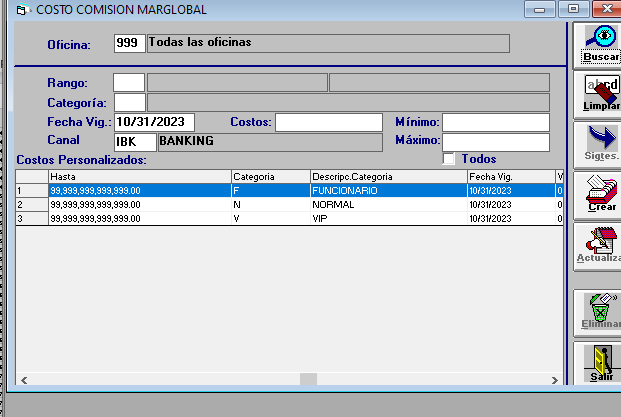 COSTO COMISION MARGLOBAL
Oficina: 999 Todas las oficinas
Buscar
Rango:
Categoría:
Limpiar
Fecha Vig.: 10/31/2023 Costos: Mínimo:
Canal IBK BANKING Máximo:
Costos Personalizados: Todos
Sigtes.
Hasta Categoria Descripc.Categoria Fecha Vig. V
1 99,999,999,999,999.00 F FUNCIONARIO 10/31/2023 0
2 99,999,999,999,999.00 N NORMAL 10/31/2023 0
3 99,999,999,999,999.00 V VIP 10/31/2023 0
Crear
Actualiza
Eliminar
Salir